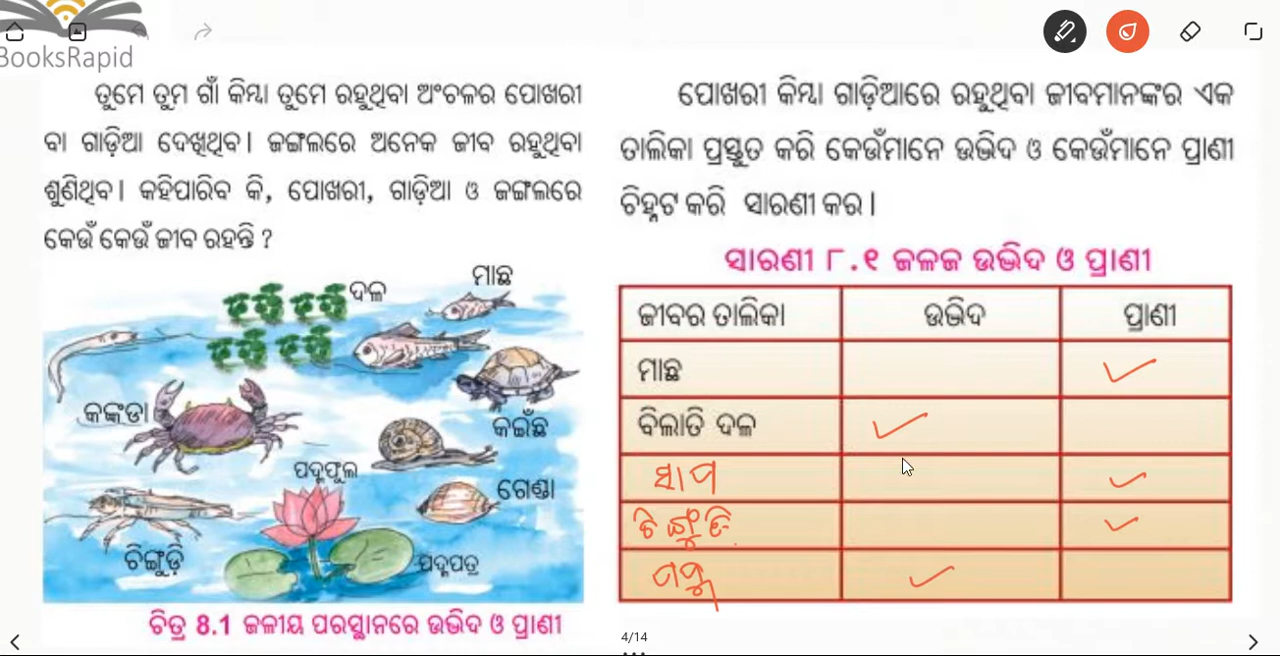 BooksRapid
ତୁମେ ତୁମ ଗାଁ କିମ୍ବା ତୁମେ ରହୁଥିବା ଅଂଚଳର ପୋଖରୀ
ବା ଗାଡ଼ିଆ ଦେଖିଥିବ। ଜଙ୍ଗଲରେ ଅନେକ ଜୀବ ରହୁଥିବା
ଶୁଣିଥିବ। କହିପାରିବ କି, ପୋଖରୀ, ଗାଡ଼ିଆ ଓ ଜଙ୍ଗଲରେ
କେଉଁ କେଉଁ ଜୀବ ରହନ୍ତି ?
ଦଳ
ମାଛ
କଙ୍କଡା
କଇଁଛ
ପଦ୍ମଫୁଲ
ଗେଣ୍ଡା
ଚିଙ୍ଗୁଡ଼ି
ପଦ୍ମପତ୍ର
ଚିତ୍ର 8.1 ଜଳୀୟ ପରସ୍ଥାନରେ ଉଦ୍ଭିଦ ଓ ପ୍ରାଣୀ
ପୋଖରୀ କିମ୍ବା ଗାଡ଼ିଆରେ ରହୁଥିବା ଜୀବମାନଙ୍କର ଏକ
ତାଲିକା ପ୍ରସ୍ତୁତ କରି କେଉଁମାନେ ଉଦ୍ଭିଦ ଓ କେଉଁମାନେ ପ୍ରାଣୀ
ଚିହ୍ନଟ କରି ସାରଣୀ କର।
ସାରଣୀ ୮.୧ ଜଳଜ ଉଦ୍ଭିଦ ଓ ପ୍ରାଣୀ
ଜୀବର ତାଲିକା ଉଦ୍ଭିଦ ପ୍ରାଣୀ
ମାଛ
ବିଲାତି ଦଳ
ସାପ
ଚିଙ୍ଗୁଡି
4/14